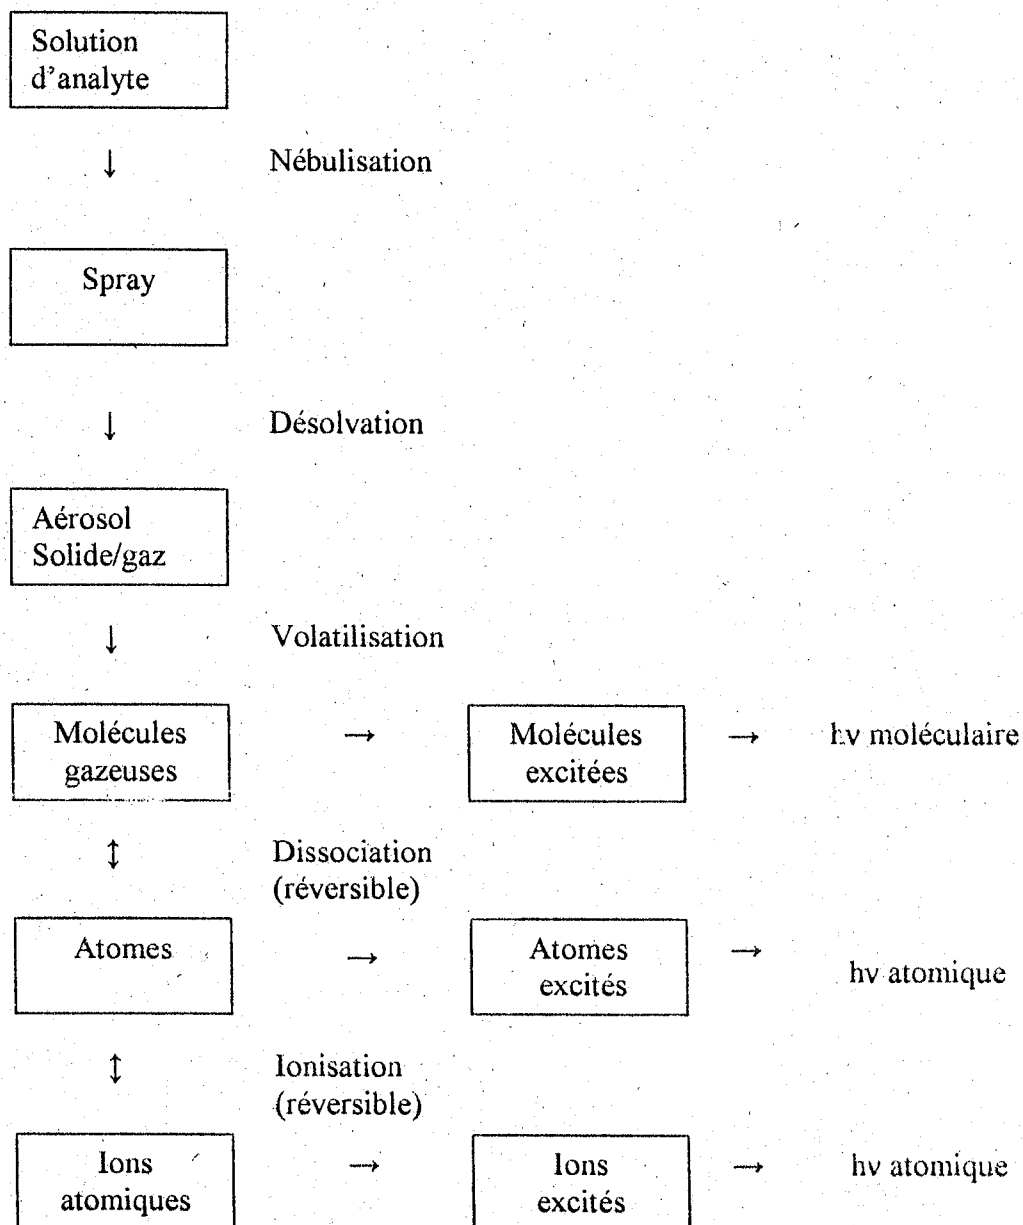 Solution
d'analyte
↓ Nébulisation
Spray
↓ Désolvation
Aérosol
Solide/gaz
↓ Volatilisation
Molécules
gazeuses
→
Molécules
excitées
→ hν moléculaire
↕ Dissociation
(réversible)
Atomes
→
Atomes
excités
→ hν atomique
↕ Ionisation
(réversible)
Ions
atomiques
→
Ions
excités
→ hν atomique